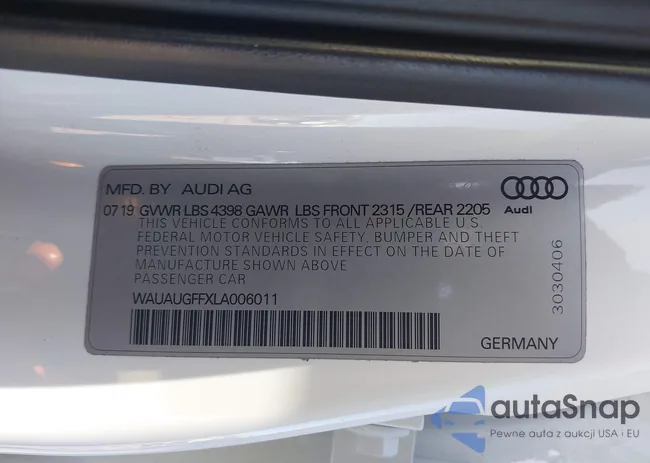 MFD. BY AUDI AG
07 19 GVWR LBS 4398 GAWR LBS FRONT 2315 / REAR 2205
Audi
THIS VEHICLE CONFORMS TO ALL APPLICABLE U.S.
FEDERAL MOTOR VEHICLE SAFETY, BUMPER AND THEFT
PREVENTION STANDARDS IN EFFECT ON THE DATE OF
MANUFACTURE SHOWN ABOVE
PASSENGER CAR
WAUAUGFFXLA006011
3030406
GERMANY
autaSnap
Pewne auta z aukcji USA i EU